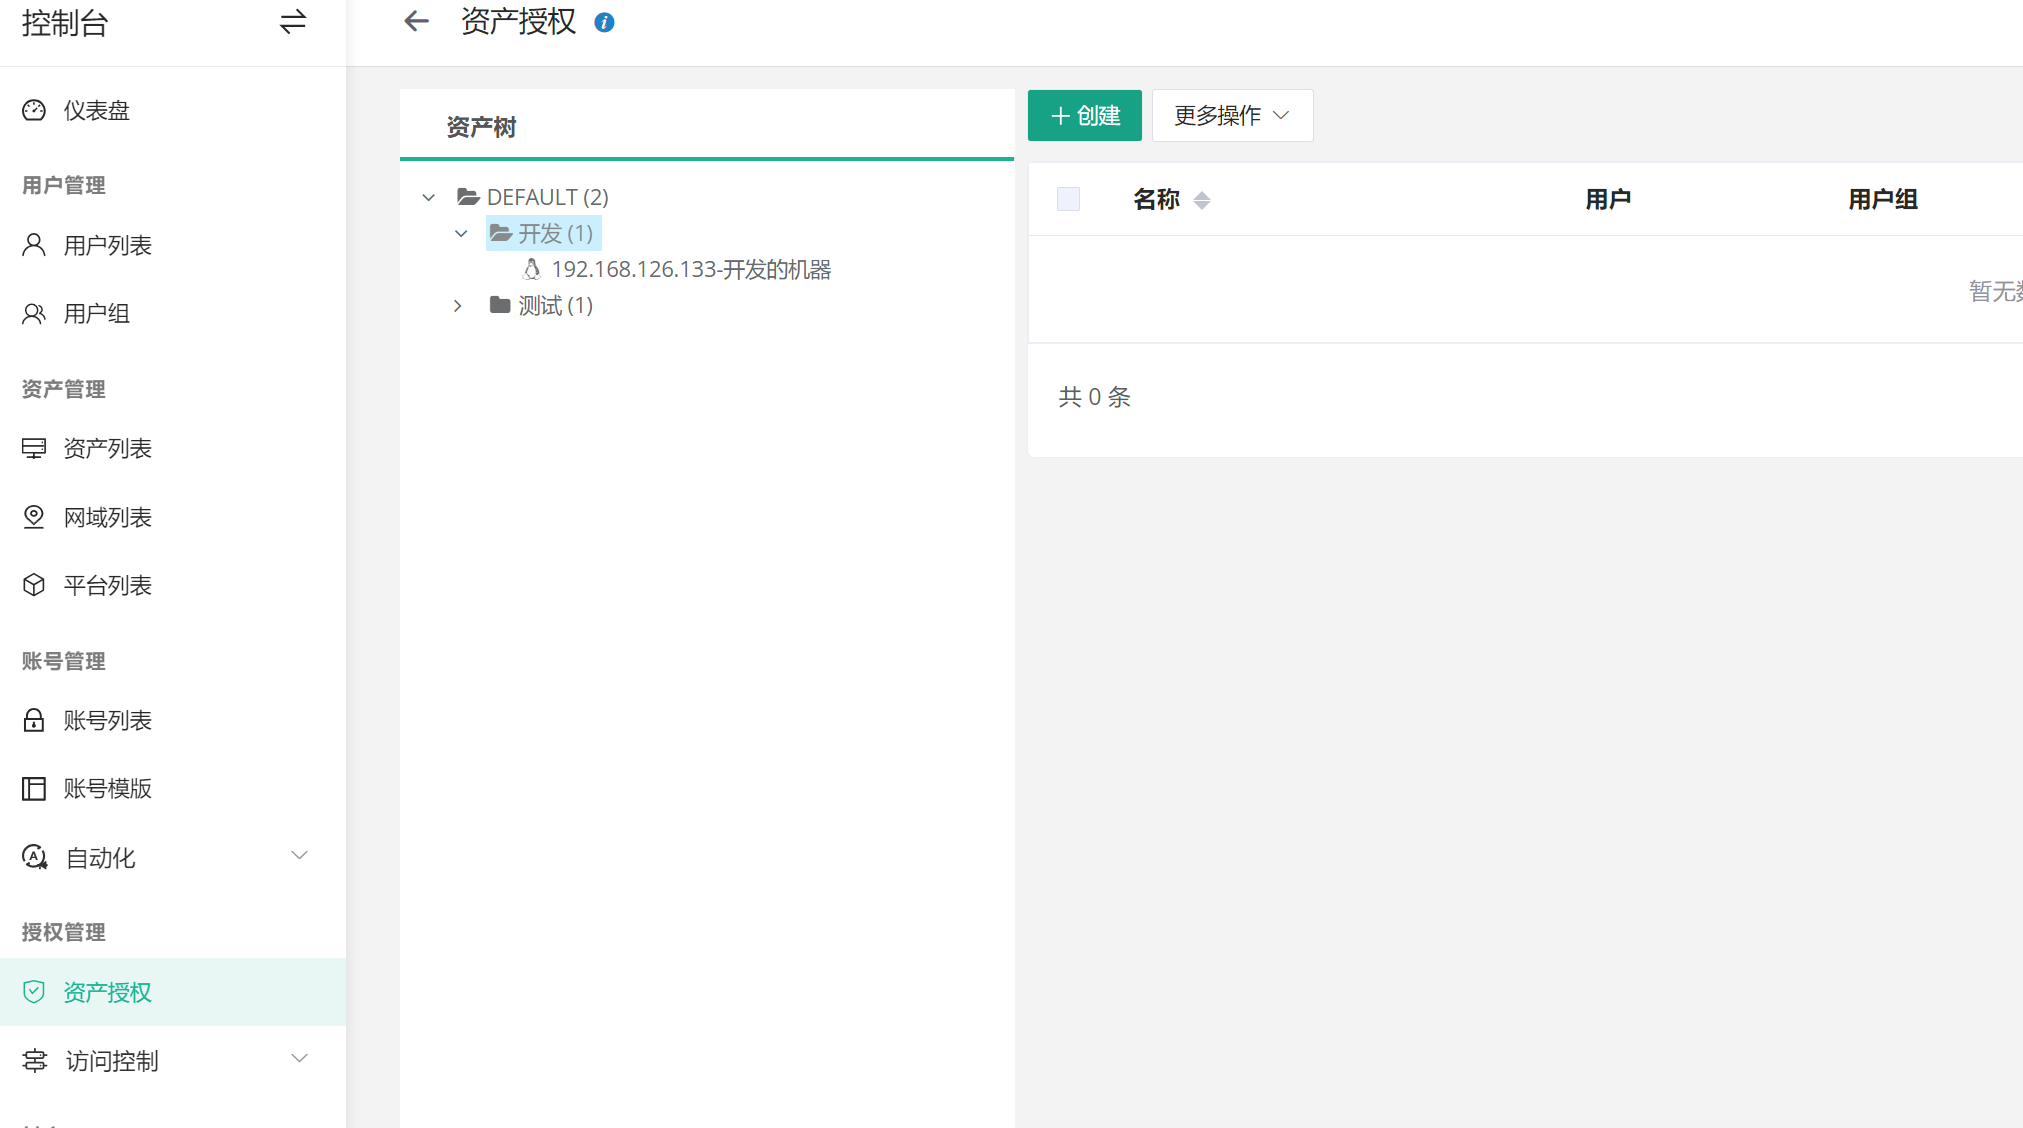 控制台
资产授权
仪表盘
用户管理
用户列表
用户组
资产管理
资产列表
网域列表
平台列表
账号管理
账号列表
账号模版
自动化
授权管理
资产授权
访问控制
资产树
DEFAULT (2)
开发 (1)
192.168.126.133-开发的机器
测试 (1)
创建
更多操作
名称 用户 用户组
暂无
共 0 条